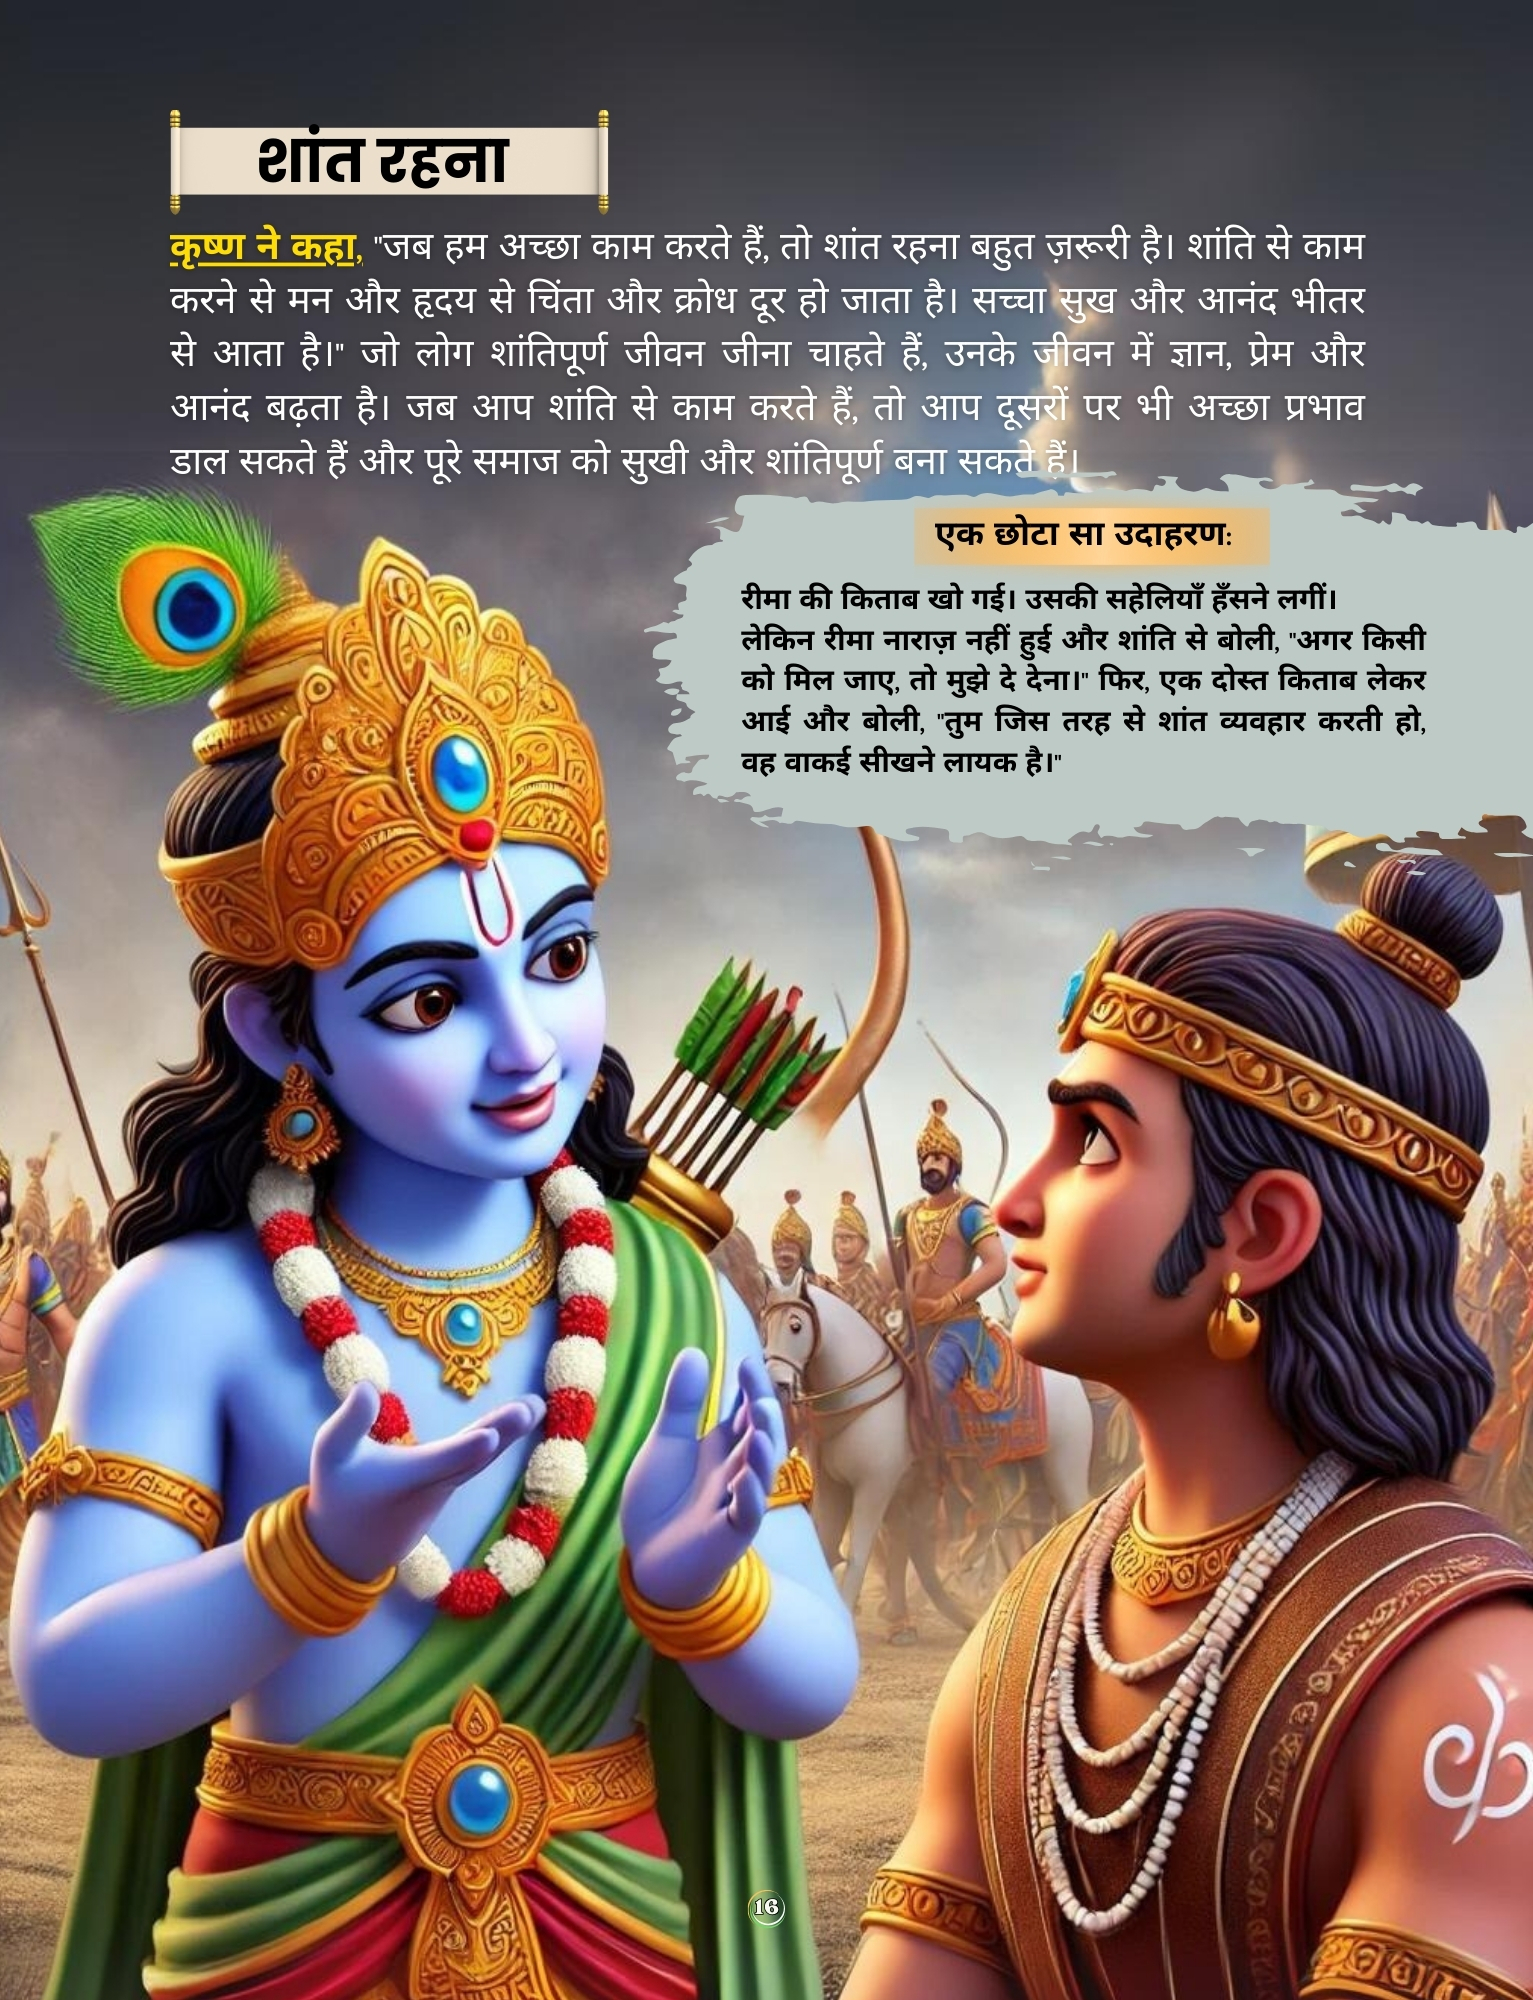 शांत रहना
कृष्ण ने कहा, "जब हम अच्छा काम करते हैं, तो शांत रहना बहुत ज़रूरी है। शांति से काम
करने से मन और हृदय से चिंता और क्रोध दूर हो जाता है। सच्चा सुख और आनंद भीतर
से आता है।" जो लोग शांतिपूर्ण जीवन जीना चाहते हैं, उनके जीवन में ज्ञान, प्रेम और
आनंद बढ़ता है। जब आप शांति से काम करते हैं, तो आप दूसरों पर भी अच्छा प्रभाव
डाल सकते हैं और पूरे समाज को सुखी और शांतिपूर्ण बना सकते हैं।
एक छोटा सा उदाहरण:
रीमा की किताब खो गई। उसकी सहेलियाँ हँसने लगीं।
लेकिन रीमा नाराज़ नहीं हुई और शांति से बोली, "अगर किसी
को मिल जाए, तो मुझे दे देना।" फिर, एक दोस्त किताब लेकर
आई और बोली, "तुम जिस तरह से शांत व्यवहार करती हो,
वह वाकई सीखने लायक है।"
16